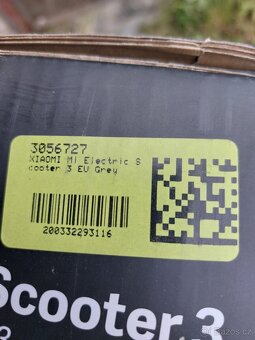 3056727
XIAOMI Mi Electric S
cooter 3 EU Grey
200332293116
Scooter 3